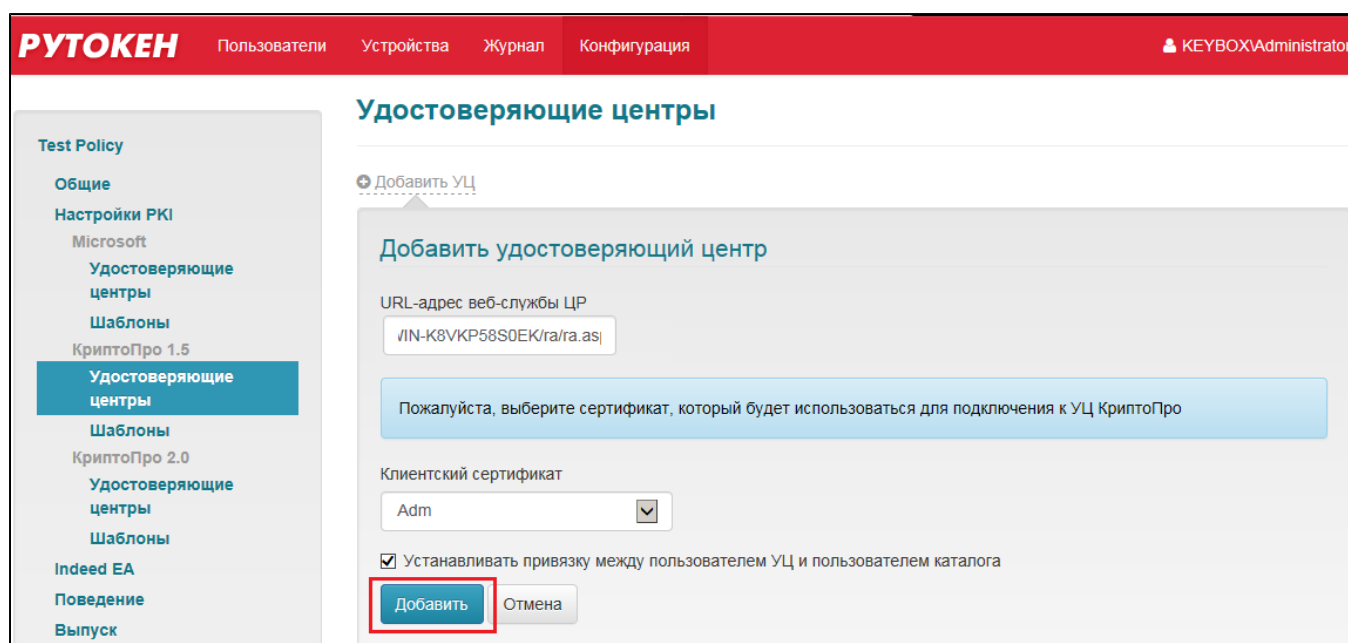 РУТОКЕН Пользователи Устройства Журнал Конфигурация KEYBOX\Administrator
Удостоверяющие центры
Test Policy
Общие
Настройки PKI
Microsoft
Удостоверяющие
центры
Шаблоны
КриптоПро 1.5
Удостоверяющие
центры
Шаблоны
КриптоПро 2.0
Удостоверяющие
центры
Шаблоны
Indeed EA
Поведение
Выпуск
Добавить УЦ
Добавить удостоверяющий центр
URL-адрес веб-службы ЦР
/IN-K8VKP58S0EK/ra/ra.as
Пожалуйста, выберите сертификат, который будет использоваться для подключения к УЦ КриптоПро
Клиентский сертификат
Adm
Устанавливать привязку между пользователем УЦ и пользователем каталога
Добавить Отмена